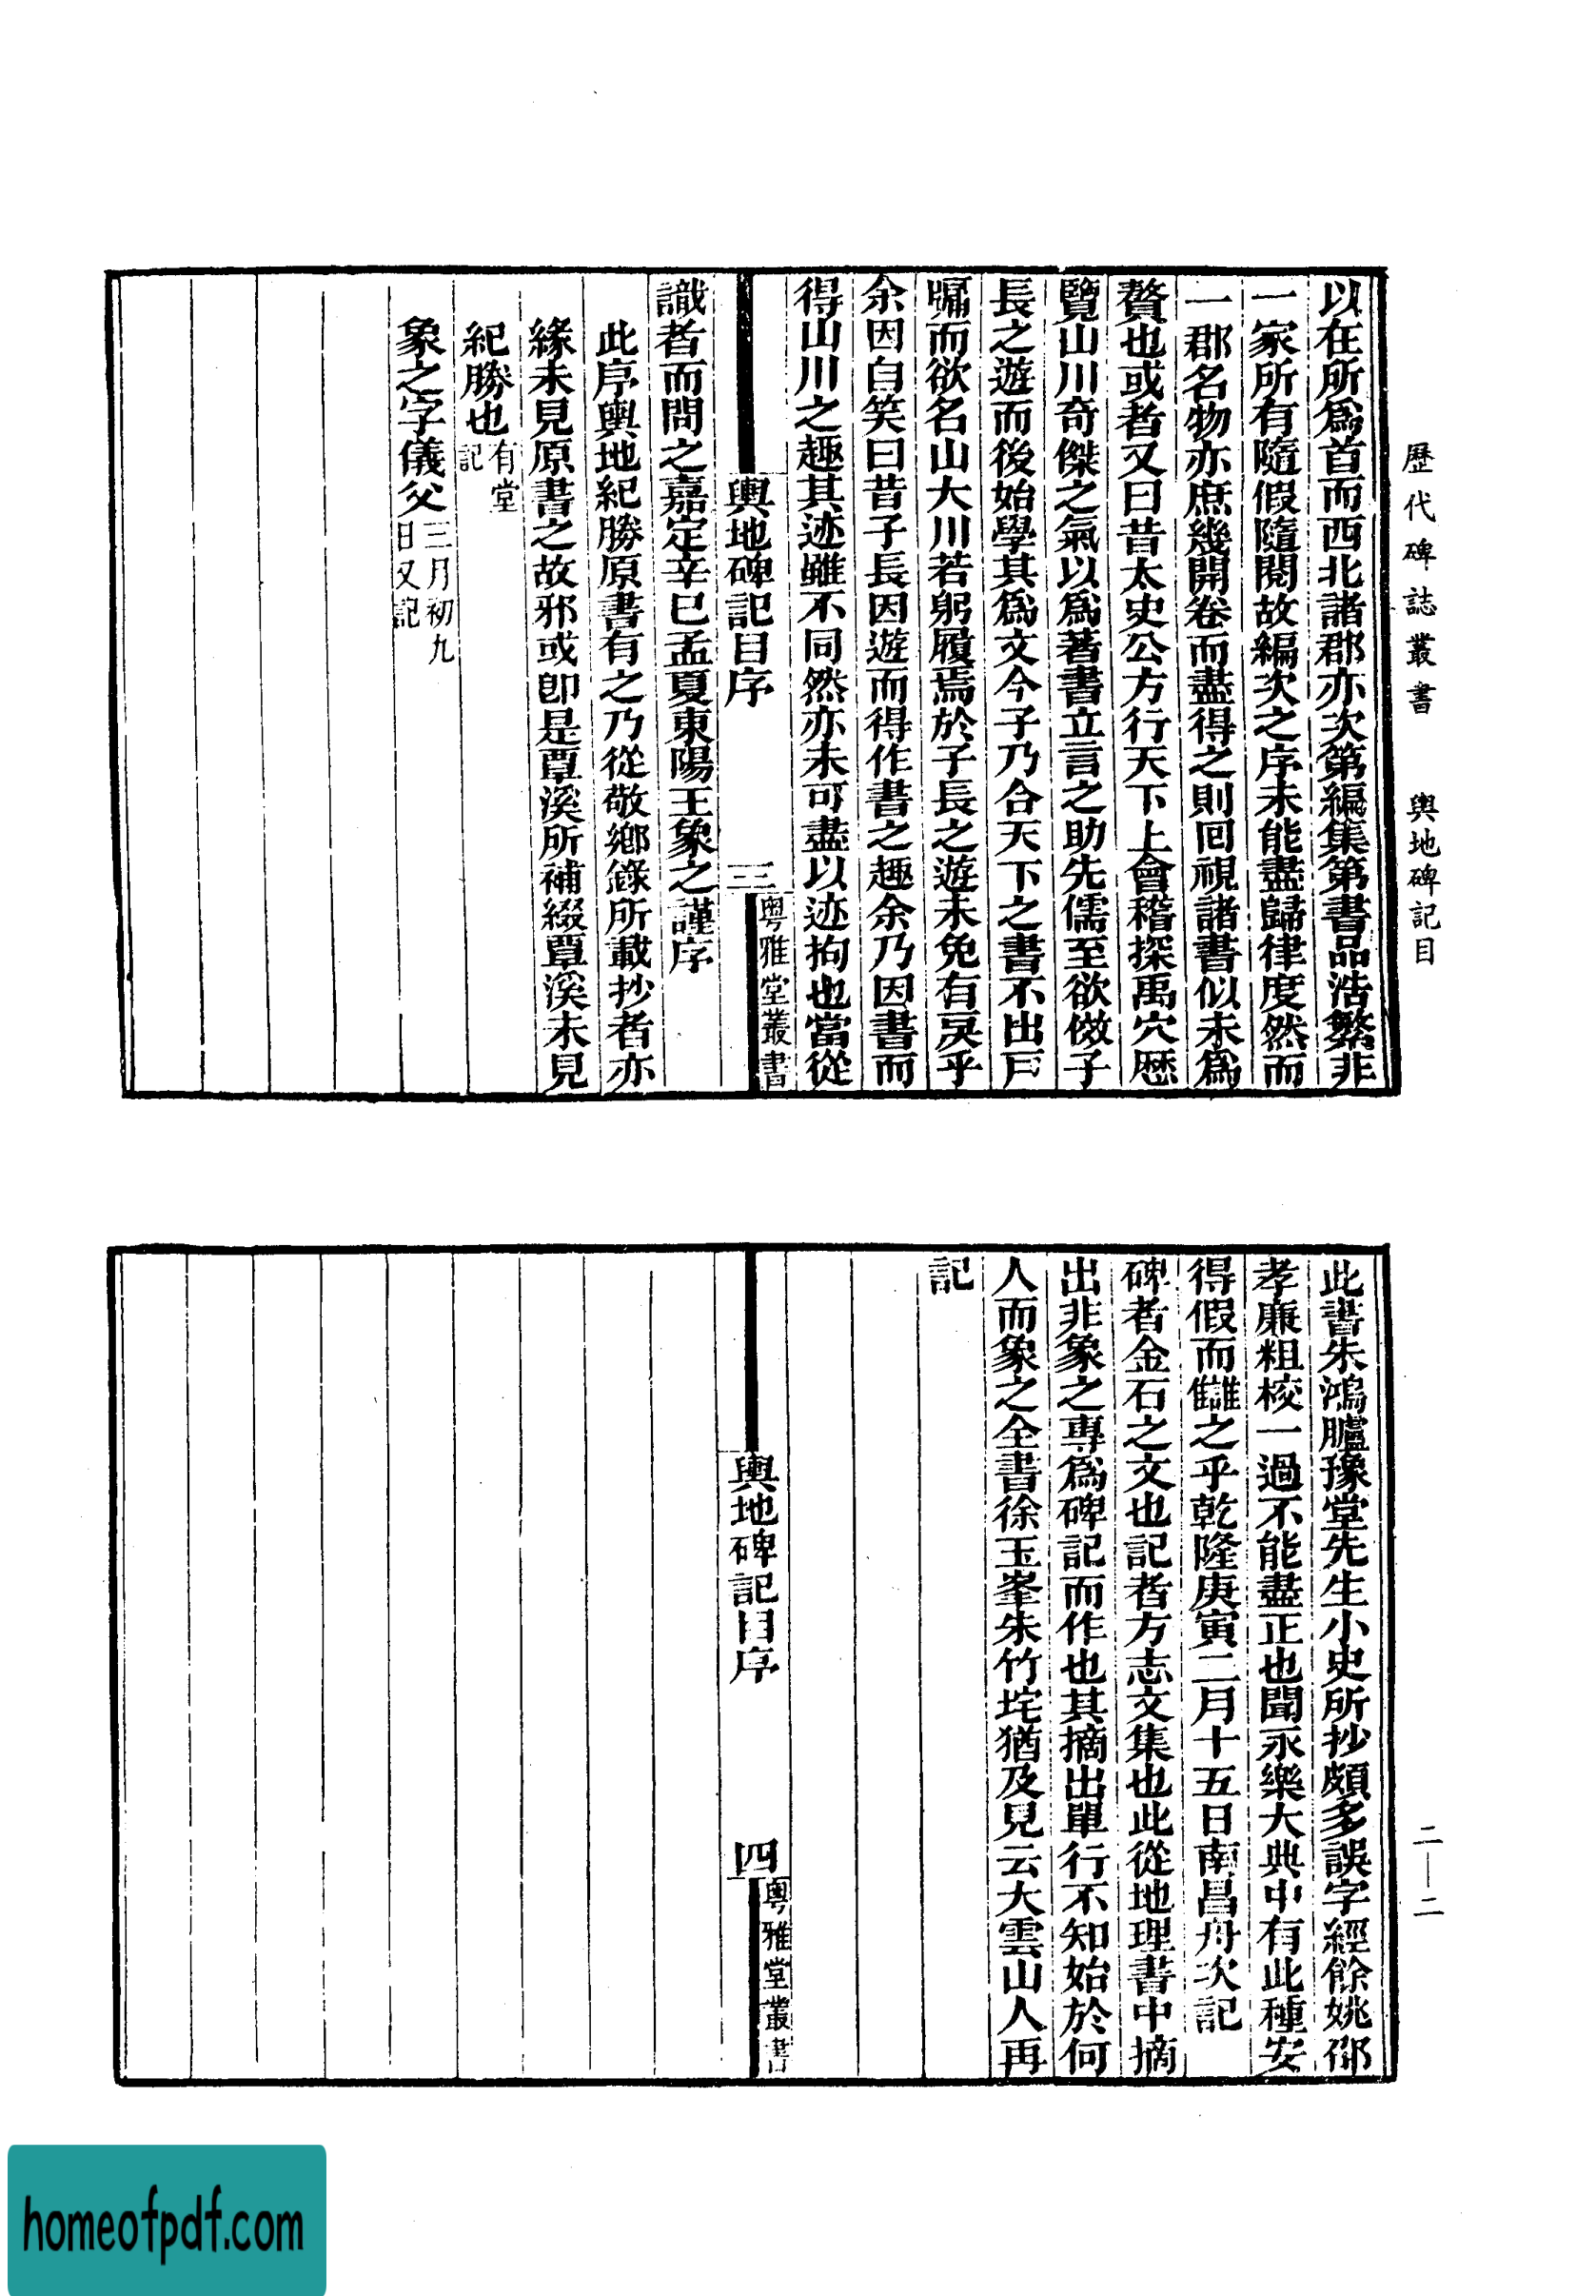 歷代碑誌叢書　輿地碑記目
以在所爲首而西北諸郡亦次第編集第書品浩繁非
一家所有隨假隨閱故編次之序未能盡歸律度然而
一郡名物亦庶幾開卷而盡得之則回視諸書似未爲
贅也或者又曰昔太史公方行天下上會稽探禹穴歷
覽山川奇傑之氣以爲著書立言之助先儒至欲傚子
長之遊而後始學其爲文今子乃合天下之書不出戶
牖而欲名山大川若躬履焉於子長之遊未免有戾乎
余因自笑曰昔子長因遊而得作書之趣余乃因書而
得山川之趣其迹雖不同然亦未可盡以迹拘也當從
輿地碑記目序　三　粵雅堂叢書
識者而問之嘉定辛巳孟夏東陽王象之謹序
此序輿地紀勝原書有之乃從敬鄉錄所載抄者亦
緣未見原書之故邪或卽是覃溪所補綴覃溪未見
紀勝也有堂
記
象之字儀父三月初九
日又記
此書朱鴻臚豫堂先生小史所抄頗多誤字經餘姚邵
孝廉粗校一過不能盡正也聞永樂大典中有此種安
得假而讎之乎乾隆庚寅二月十五日南昌舟次記
碑者金石之文也記者方志文集也此從地理書中摘
出非象之專爲碑記而作也其摘出單行不知始於何
人而象之全書徐玉峯朱竹垞猶及見云大雲山人再
記
輿地碑記目序　四　粵雅堂叢書
二—二
homeofpdf.com